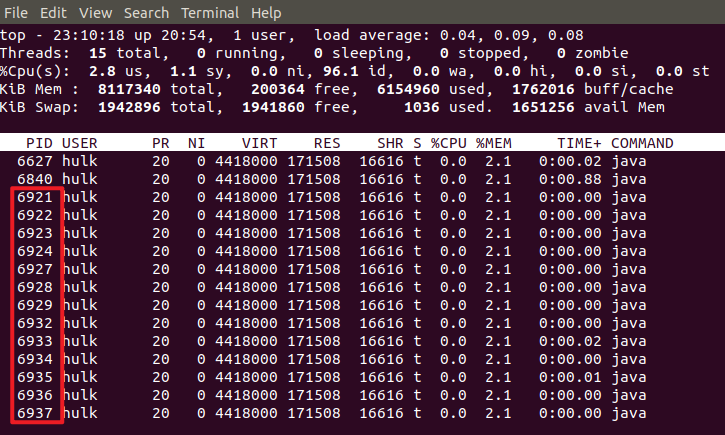 File Edit View Search Terminal Help
top - 23:10:18 up 20:54,  1 user,  load average: 0.04, 0.09, 0.08
Threads:  15 total,   0 running,   0 sleeping,   0 stopped,   0 zombie
%Cpu(s):  2.8 us,  1.1 sy,  0.0 ni, 96.1 id,  0.0 wa,  0.0 hi,  0.0 si,  0.0 st
KiB Mem :  8117340 total,   200364 free,  6154960 used,  1762016 buff/cache
KiB Swap:  1942896 total,  1941860 free,     1036 used.  1651256 avail Mem
PID USER      PR  NI    VIRT    RES    SHR S %CPU %MEM     TIME+ COMMAND
6627 hulk      20   0 4418000 171508  16616 t  0.0  2.1   0:00.02 java
6840 hulk      20   0 4418000 171508  16616 t  0.0  2.1   0:00.88 java
6921 hulk      20   0 4418000 171508  16616 t  0.0  2.1   0:00.00 java
6922 hulk      20   0 4418000 171508  16616 t  0.0  2.1   0:00.00 java
6923 hulk      20   0 4418000 171508  16616 t  0.0  2.1   0:00.00 java
6924 hulk      20   0 4418000 171508  16616 t  0.0  2.1   0:00.00 java
6927 hulk      20   0 4418000 171508  16616 t  0.0  2.1   0:00.00 java
6928 hulk      20   0 4418000 171508  16616 t  0.0  2.1   0:00.00 java
6929 hulk      20   0 4418000 171508  16616 t  0.0  2.1   0:00.00 java
6932 hulk      20   0 4418000 171508  16616 t  0.0  2.1   0:00.00 java
6933 hulk      20   0 4418000 171508  16616 t  0.0  2.1   0:00.02 java
6934 hulk      20   0 4418000 171508  16616 t  0.0  2.1   0:00.00 java
6935 hulk      20   0 4418000 171508  16616 t  0.0  2.1   0:00.01 java
6936 hulk      20   0 4418000 171508  16616 t  0.0  2.1   0:00.00 java
6937 hulk      20   0 4418000 171508  16616 t  0.0  2.1   0:00.00 java